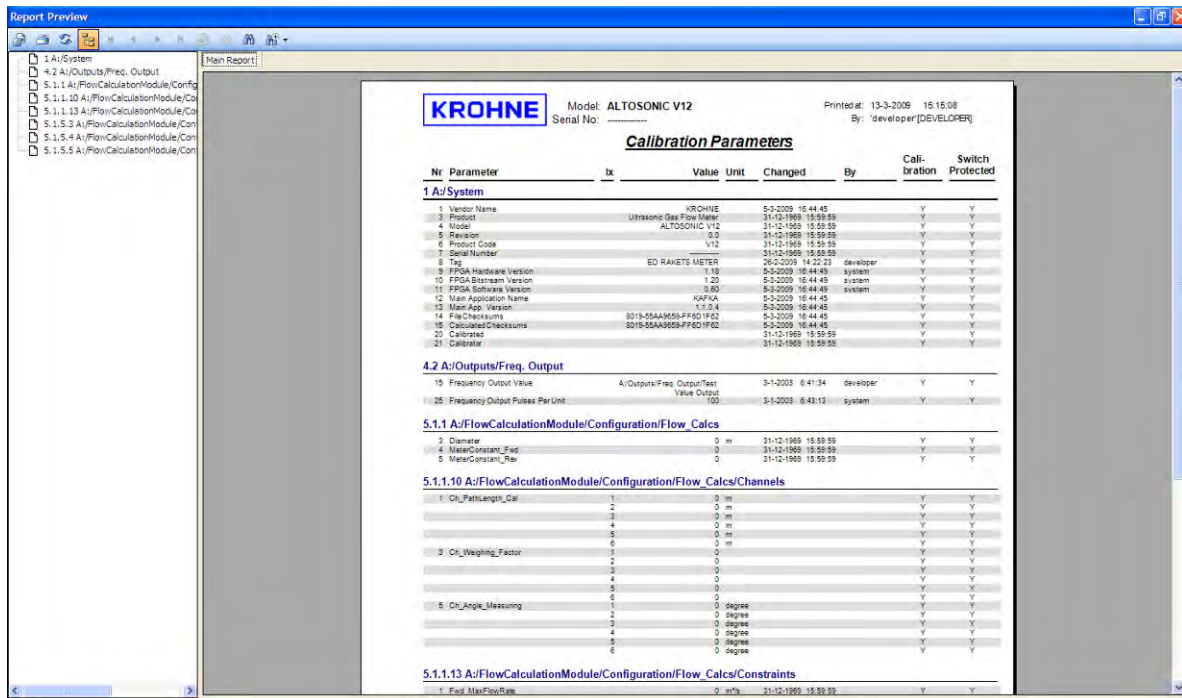 Report Preview
1 A:/System
4.2 A:/Outputs/Freq. Output
5.1.1 A:/FlowCalculationModule/Config
5.1.1.10 A:/FlowCalculationModule/Co
5.1.1.13 A:/FlowCalculationModule/Co
5.1.5.3 A:/FlowCalculationModule/Con
5.1.5.4 A:/FlowCalculationModule/Con
5.1.5.5 A:/FlowCalculationModule/Con
Main Report
KROHNE Model: ALTOSONIC V12 Printed at: 13-3-2009 15:15:08
Serial No: ------------ By: 'developer'[DEVELOPER]
Calibration Parameters
Nr Parameter Ix Value Unit Changed By Cali-bration Switch Protected
1 A:/System
1 Vendor Name KROHNE 5-3-2009 16:44:45 Y Y
3 Product Ultrasonic Gas Flow Meter 31-12-1969 15:59:59 Y Y
4 Model ALTOSONIC V12 31-12-1969 15:59:59 Y Y
5 Revision 0.0 31-12-1969 15:59:59 Y Y
6 Product Code V12 31-12-1969 15:59:59 Y Y
7 Serial Number ------------ 31-12-1969 15:59:59 Y Y
8 Tag ED RAKETS METER 26-2-2009 14:22:23 developer Y Y
9 FPGA Hardware Version 1.18 5-3-2009 16:44:49 system Y Y
10 FPGA Bitstream Version 1.20 5-3-2009 16:44:49 system Y Y
11 FPGA Software Version 0.60 5-3-2009 16:44:49 system Y Y
12 Main Application Name KAFKA 5-3-2009 16:44:45 Y Y
13 Main App. Version 1.1.0.4 5-3-2009 16:44:45 Y Y
14 FileChecksums 8019-55AA9659-FF6D1F62 5-3-2009 16:44:45 Y Y
15 CalculatedChecksums 8019-55AA9659-FF6D1F62 5-3-2009 16:44:45 Y Y
20 Calibrated 31-12-1969 15:59:59 Y Y
21 Calibrator 31-12-1969 15:59:59 Y Y
4.2 A:/Outputs/Freq. Output
15 Frequency Output Value A:/Outputs/Freq. Output/Test 3-1-2003 6:41:34 developer Y Y
Value Output
25 Frequency Output Pulses Per Unit 100 3-1-2003 6:43:13 system Y Y
5.1.1 A:/FlowCalculationModule/Configuration/Flow_Calcs
3 Diameter 0 m 31-12-1969 15:59:59 Y Y
4 MeterConstant_Fwd 0 31-12-1969 15:59:59 Y Y
5 MeterConstant_Rev 0 31-12-1969 15:59:59 Y Y
5.1.1.10 A:/FlowCalculationModule/Configuration/Flow_Calcs/Channels
1 Ch_PathLength_Cal 1 0 m Y Y
2 0 m Y Y
3 0 m Y Y
4 0 m Y Y
5 0 m Y Y
6 0 m Y Y
3 Ch_Weighing_Factor 1 0 Y Y
2 0 Y Y
3 0 Y Y
4 0 Y Y
5 0 Y Y
6 0 Y Y
5 Ch_Angle_Measuring 1 0 degree Y Y
2 0 degree Y Y
3 0 degree Y Y
4 0 degree Y Y
5 0 degree Y Y
6 0 degree Y Y
5.1.1.13 A:/FlowCalculationModule/Configuration/Flow_Calcs/Constraints
1 Fwd_MaxFlowRate 0 m³/s 31-12-1969 15:59:59 Y Y